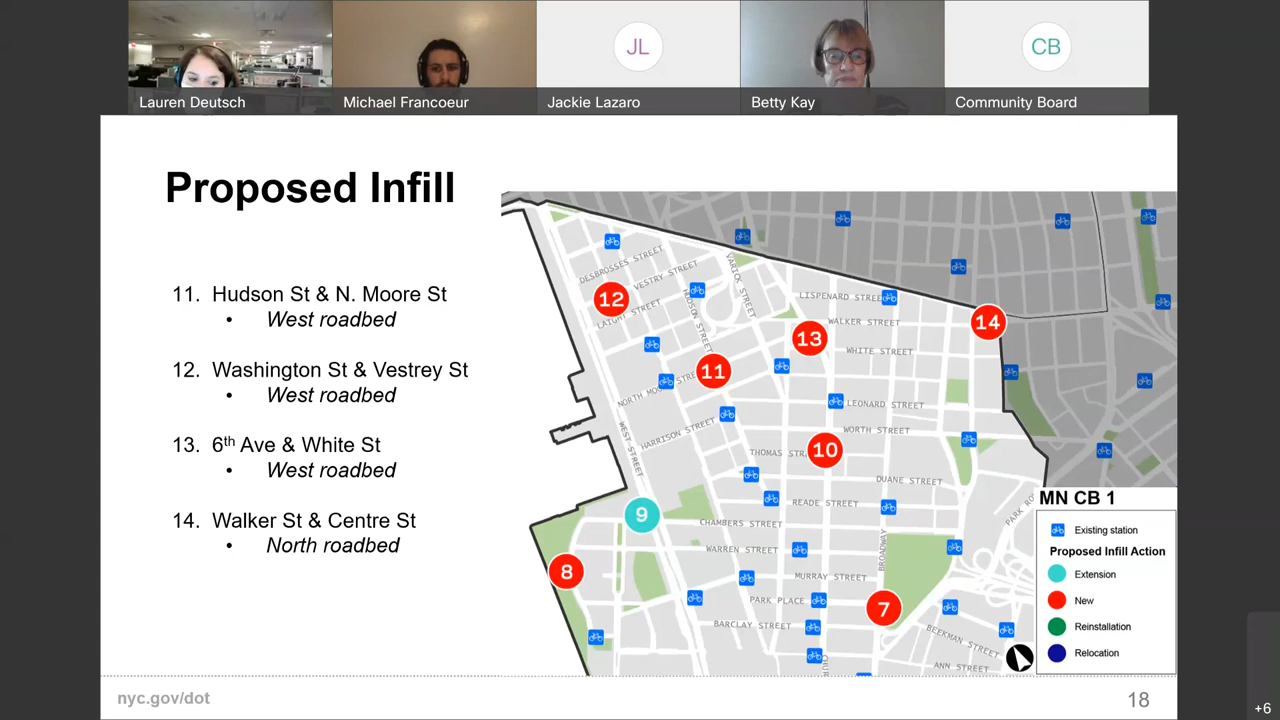 JL
CB
Lauren Deutsch
Michael Francoeur
Jackie Lazaro
Betty Kay
Community Board
Proposed Infill
11. Hudson St & N. Moore St
• West roadbed
12. Washington St & Vestrey St
• West roadbed
13. 6th Ave & White St
• West roadbed
14. Walker St & Centre St
• North roadbed
DESBROSSES STREET
VESTRY STREET
LAIGHT STREET
HUDSON STREET
VARICK STREET
LISPENARD STREET
WALKER STREET
WHITE STREET
12
13
14
11
NORTH MOORE STREET
LEONARD STREET
HARRISON STREET
WORTH STREET
WEST STREET
THOMAS
10
DUANE STREET
READE STREET
PARK
9
CHAMBERS STREET
WARREN STREET
BROADWAY
8
MURRAY STREET
PARK PLACE
7
BARCLAY STREET
BEEKMAN STREET
ANN STREET
MN CB 1
Existing station
Proposed Infill Action
Extension
New
Reinstallation
Relocation
nyc.gov/dot
18
+6